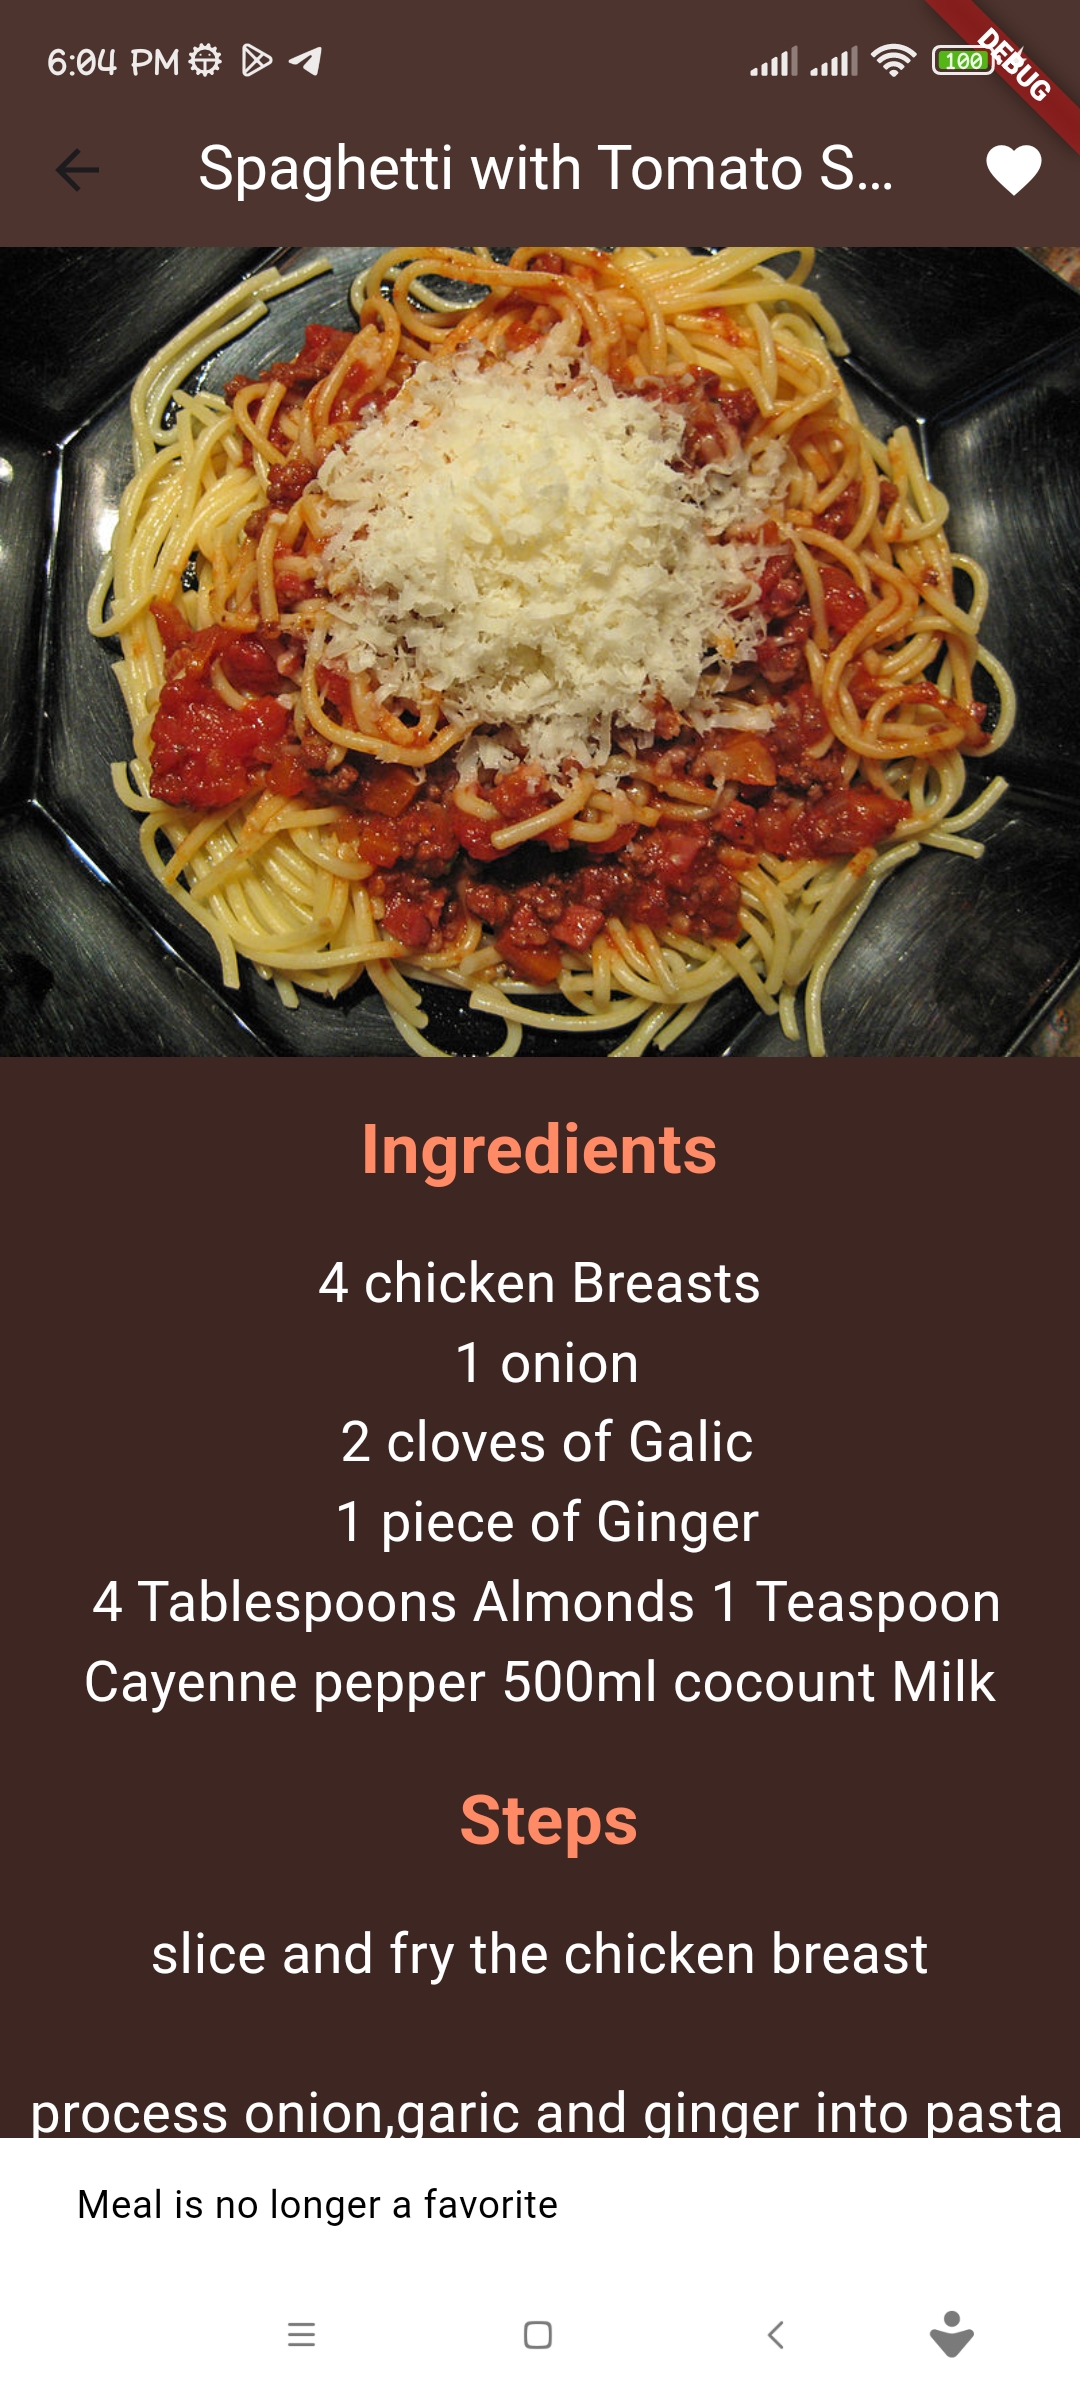 6:04 PM
100
DEBUG
Spaghetti with Tomato S...
Ingredients
4 chicken Breasts
1 onion
2 cloves of Galic
1 piece of Ginger
4 Tablespoons Almonds 1 Teaspoon
Cayenne pepper 500ml cocount Milk
Steps
slice and fry the chicken breast
process onion,garic and ginger into pasta
Meal is no longer a favorite